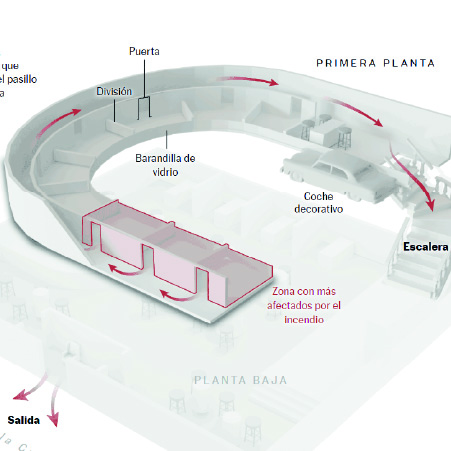 que
el pasillo
a
Puerta
PRIMERA PLANTA
División
Barandilla de
vidrio
Coche
decorativo
Escalera
Zona con más
afectados por el
incendio
PLANTA BAJA
Salida
la C